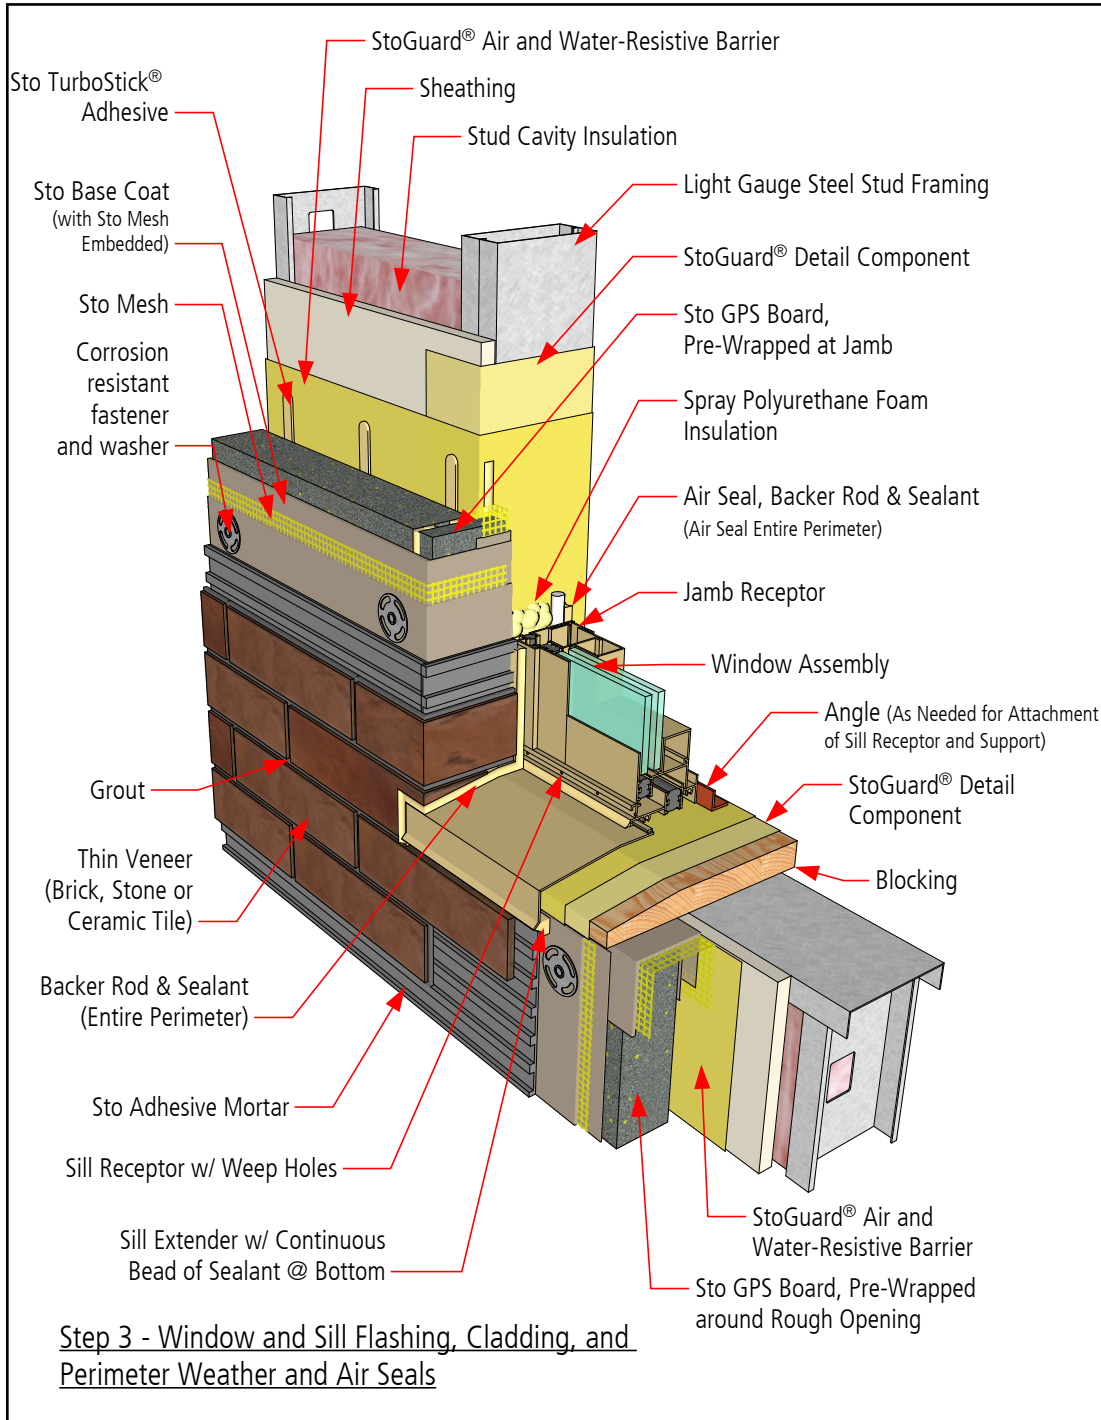 StoGuard® Air and Water-Resistive Barrier
Sto TurboStick®
Adhesive
Sheathing
Stud Cavity Insulation
Sto Base Coat
(with Sto Mesh
Embedded)
Light Gauge Steel Stud Framing
StoGuard® Detail Component
Sto Mesh
Sto GPS Board,
Pre-Wrapped at Jamb
Corrosion
resistant
fastener
and washer
Spray Polyurethane Foam
Insulation
Air Seal, Backer Rod & Sealant
(Air Seal Entire Perimeter)
Jamb Receptor
Window Assembly
Angle (As Needed for Attachment
of Sill Receptor and Support)
Grout
StoGuard® Detail
Component
Thin Veneer
(Brick, Stone or
Ceramic Tile)
Blocking
Backer Rod & Sealant
(Entire Perimeter)
Sto Adhesive Mortar
Sill Receptor w/ Weep Holes
StoGuard® Air and
Water-Resistive Barrier
Sill Extender w/ Continuous
Bead of Sealant @ Bottom
Sto GPS Board, Pre-Wrapped
around Rough Opening
Step 3 - Window and Sill Flashing, Cladding, and
Perimeter Weather and Air Seals